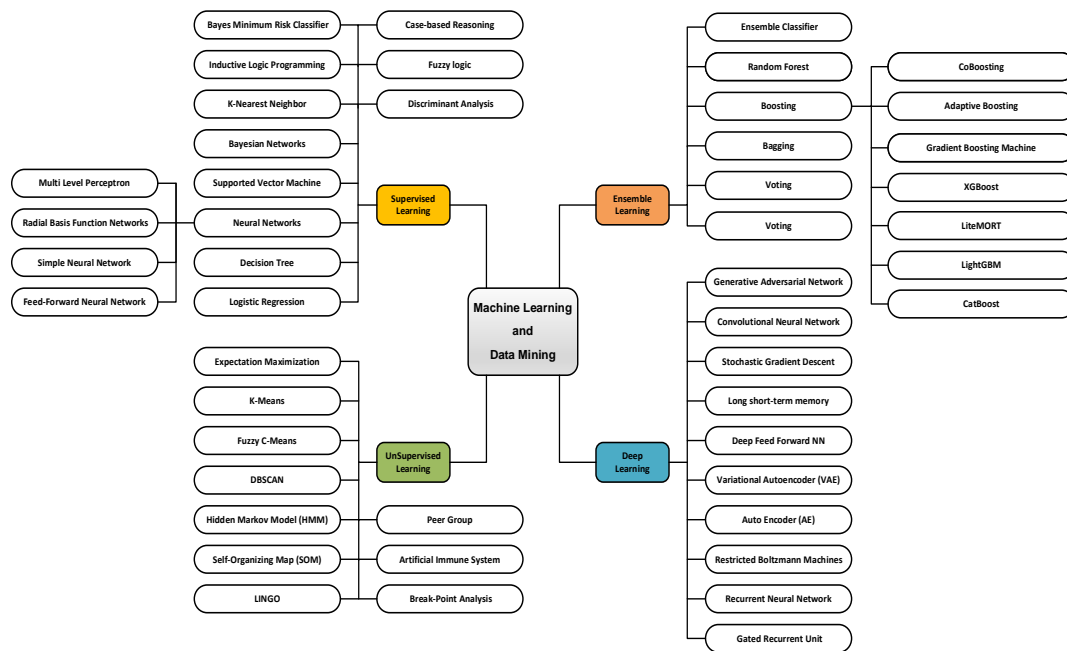 Bayes Minimum Risk Classifier
Case-based Reasoning
Inductive Logic Programming
Fuzzy logic
K-Nearest Neighbor
Discriminant Analysis
Bayesian Networks
Supported Vector Machine
Neural Networks
Decision Tree
Logistic Regression
Multi Level Perceptron
Radial Basis Function Networks
Simple Neural Network
Feed-Forward Neural Network
Supervised
Learning
Ensemble
Learning
Ensemble Classifier
Random Forest
Boosting
Bagging
Voting
Voting
CoBoosting
Adaptive Boosting
Gradient Boosting Machine
XGBoost
LiteMORT
LightGBM
CatBoost
Machine Learning
and
Data Mining
Expectation Maximization
K-Means
Fuzzy C-Means
DBSCAN
Hidden Markov Model (HMM)
Self-Organizing Map (SOM)
LINGO
Peer Group
Artificial Immune System
Break-Point Analysis
UnSupervised
Learning
Deep
Learning
Generative Adversarial Network
Convolutional Neural Network
Stochastic Gradient Descent
Long short-term memory
Deep Feed Forward NN
Variational Autoencoder (VAE)
Auto Encoder (AE)
Restricted Boltzmann Machines
Recurrent Neural Network
Gated Recurrent Unit